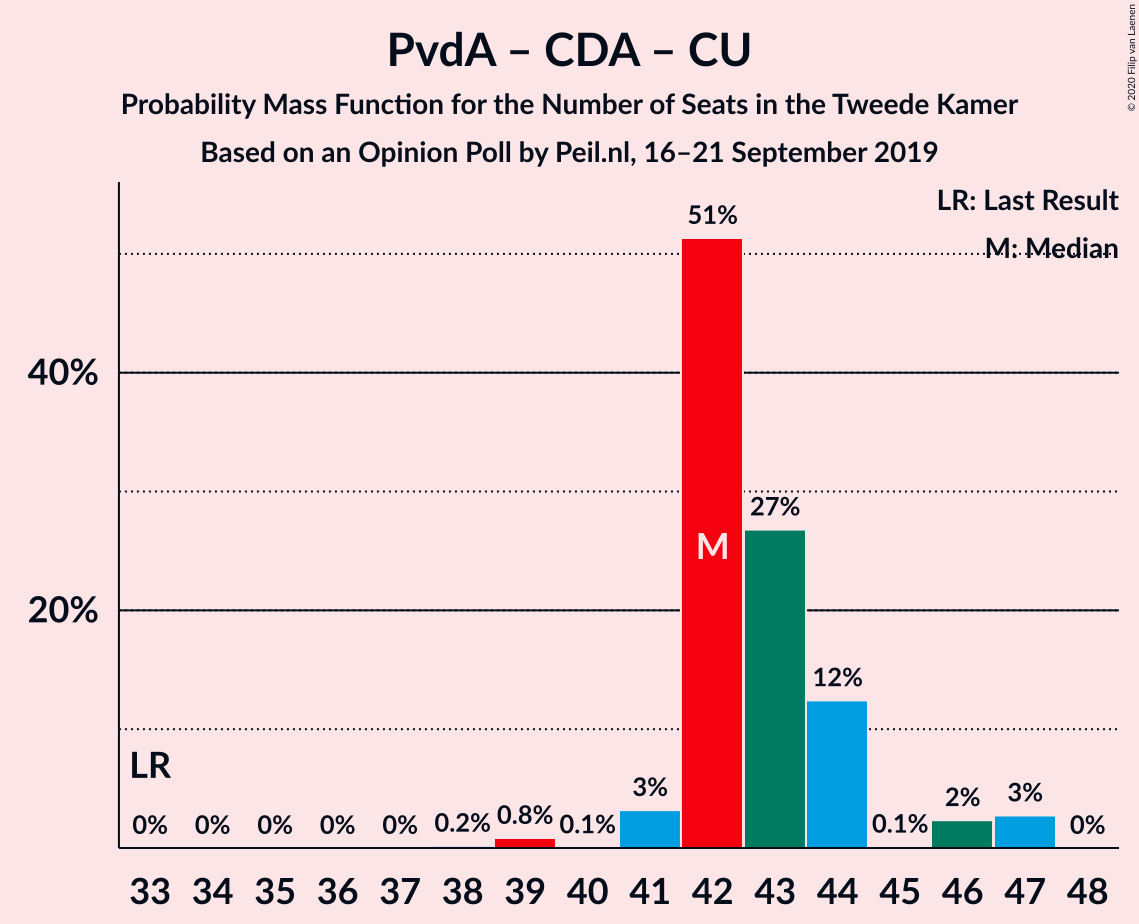 PvdA – CDA – CU
Probability Mass Function for the Number of Seats in the Tweede Kamer
Based on an Opinion Poll by Peil.nl, 16–21 September 2019
© 2020 Filip van Laenen
LR: Last Result
M: Median
51%
40%
27%
M
20%
12%
LR
0% 0% 0% 0% 0% 0.2% 0.8% 0.1% 3% 0.1% 2% 3% 0%
33 34 35 36 37 38 39 40 41 42 43 44 45 46 47 48